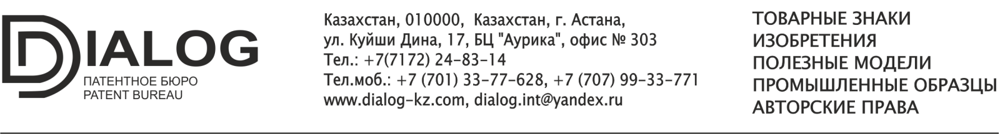 DIALOG
ПАТЕНТНОЕ БЮРО
PATENT BUREAU
Казахстан, 010000,  Казахстан, г. Астана,
ул. Куйши Дина, 17, БЦ "Аурика", офис № 303
Тел.: +7(7172) 24-83-14
Тел.моб.: +7 (701) 33-77-628, +7 (707) 99-33-771
www.dialog-kz.com, dialog.int@yandex.ru
ТОВАРНЫЕ ЗНАКИ
ИЗОБРЕТЕНИЯ
ПОЛЕЗНЫЕ МОДЕЛИ
ПРОМЫШЛЕННЫЕ ОБРАЗЦЫ
АВТОРСКИЕ ПРАВА